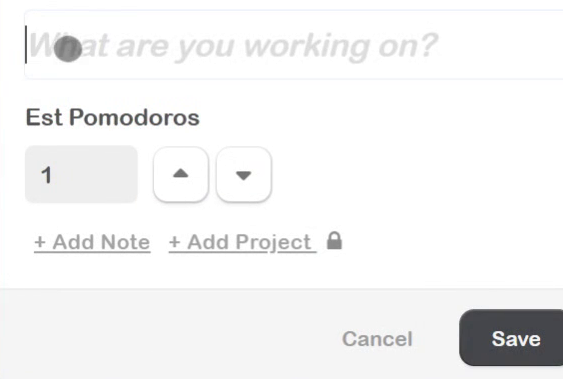 What are you working on?
Est Pomodoros
1
+ Add Note + Add Project
Cancel Save